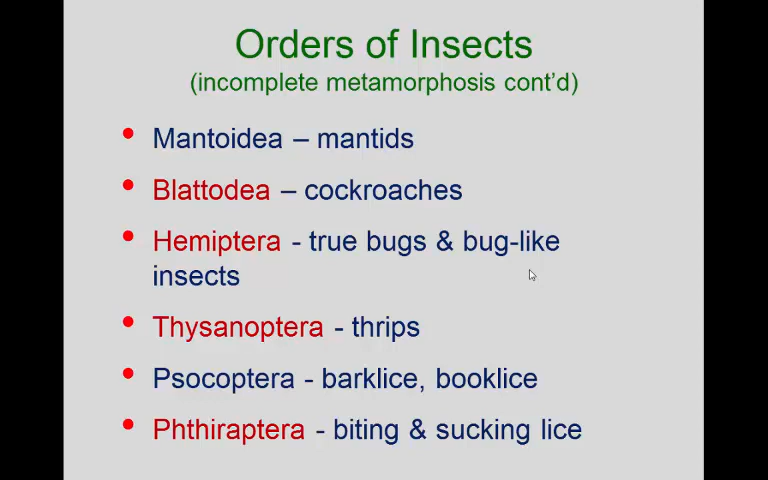 Orders of Insects
(incomplete metamorphosis cont’d)
• Mantoidea – mantids
• Blattodea – cockroaches
• Hemiptera - true bugs & bug-like
insects
• Thysanoptera - thrips
• Psocoptera - barklice, booklice
• Phthiraptera - biting & sucking lice